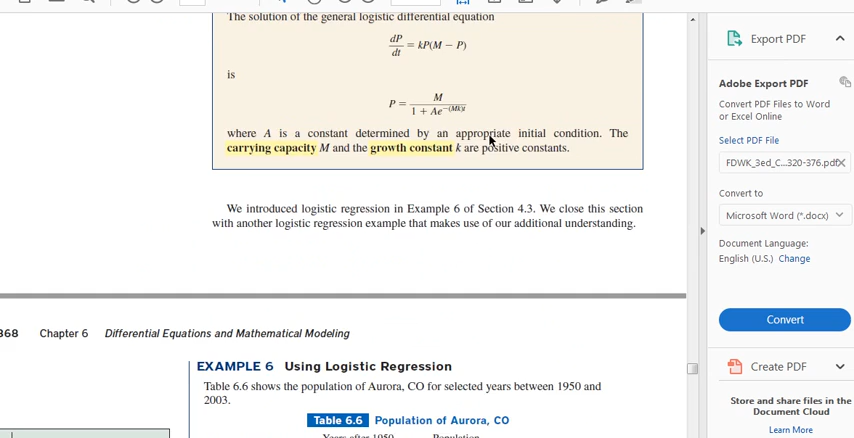 The solution of the general logistic differential equation
dP/dt = kP(M − P)
is
P = M/(1 + Ae^−(Mk)t)
where A is a constant determined by an appropriate initial condition. The
carrying capacity M and the growth constant k are positive constants.
We introduced logistic regression in Example 6 of Section 4.3. We close this section
with another logistic regression example that makes use of our additional understanding.
368 Chapter 6 Differential Equations and Mathematical Modeling
EXAMPLE 6 Using Logistic Regression
Table 6.6 shows the population of Aurora, CO for selected years between 1950 and
2003.
Table 6.6 Population of Aurora, CO
Years after 1950 Population
Export PDF
Adobe Export PDF
Convert PDF Files to Word
or Excel Online
Select PDF File
FDWK_3ed_C...320-376.pdf
Convert to
Microsoft Word (*.docx)
Document Language:
English (U.S.) Change
Convert
Create PDF
Store and share files in the
Document Cloud
Learn More